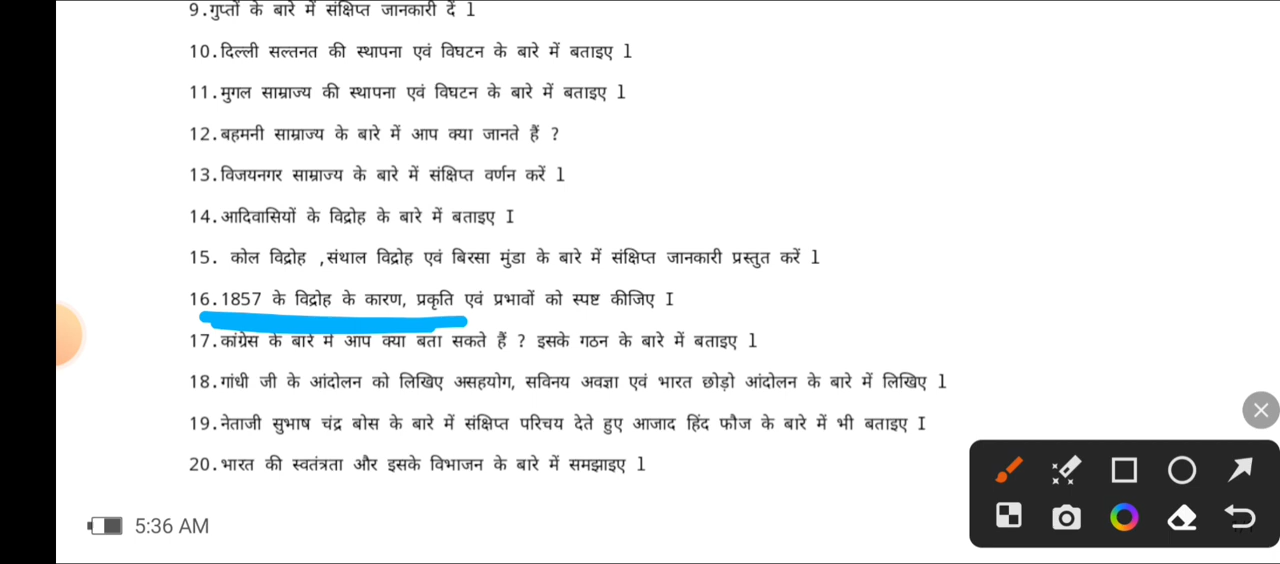 9.गुप्तों के बारे में संक्षिप्त जानकारी दें l
10.दिल्ली सल्तनत की स्थापना एवं विघटन के बारे में बताइए l
11.मुगल साम्राज्य की स्थापना एवं विघटन के बारे में बताइए l
12.बहमनी साम्राज्य के बारे में आप क्या जानते हैं ?
13.विजयनगर साम्राज्य के बारे में संक्षिप्त वर्णन करें l
14.आदिवासियों के विद्रोह के बारे में बताइए I
15. कोल विद्रोह ,संथाल विद्रोह एवं बिरसा मुंडा के बारे में संक्षिप्त जानकारी प्रस्तुत करें l
16.1857 के विद्रोह के कारण, प्रकृति एवं प्रभावों को स्पष्ट कीजिए I
17.कांग्रेस के बारे में आप क्या बता सकते हैं ? इसके गठन के बारे में बताइए l
18.गांधी जी के आंदोलन को लिखिए असहयोग, सविनय अवज्ञा एवं भारत छोड़ो आंदोलन के बारे में लिखिए l
19.नेताजी सुभाष चंद्र बोस के बारे में संक्षिप्त परिचय देते हुए आजाद हिंद फौज के बारे में भी बताइए I
20.भारत की स्वतंत्रता और इसके विभाजन के बारे में समझाइए l
5:36 AM